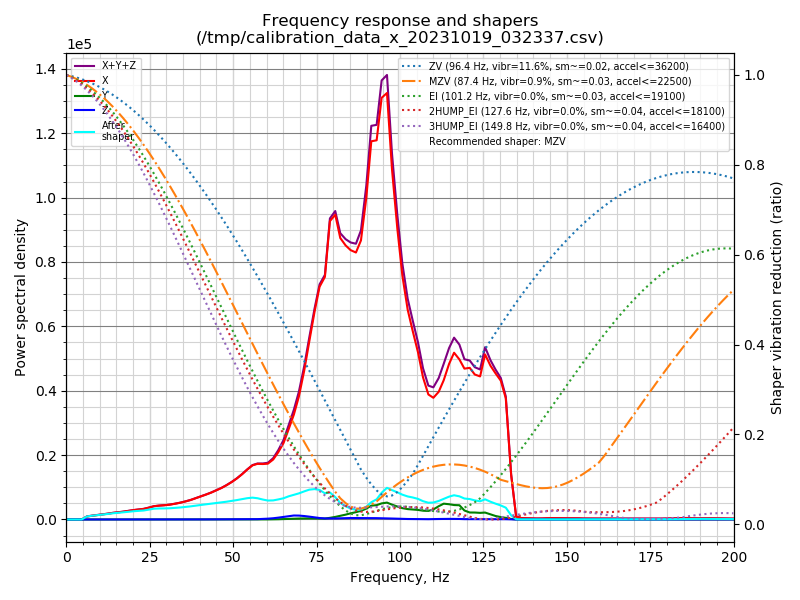 Frequency response and shapers
(/tmp/calibration_data_x_20231019_032337.csv)
1e5
X+Y+Z
X
Y
Z
After
shaper
ZV (96.4 Hz, vibr=11.6%, sm~=0.02, accel<=36200)
MZV (87.4 Hz, vibr=0.9%, sm~=0.03, accel<=22500)
EI (101.2 Hz, vibr=0.0%, sm~=0.03, accel<=19100)
2HUMP_EI (127.6 Hz, vibr=0.0%, sm~=0.04, accel<=18100)
3HUMP_EI (149.8 Hz, vibr=0.0%, sm~=0.04, accel<=16400)
Recommended shaper: MZV
1.4
1.2
1.0
0.8
0.6
0.4
0.2
0.0
Power spectral density
1.0
0.8
0.6
0.4
0.2
0.0
Shaper vibration reduction (ratio)
0 25 50 75 100 125 150 175 200
Frequency, Hz